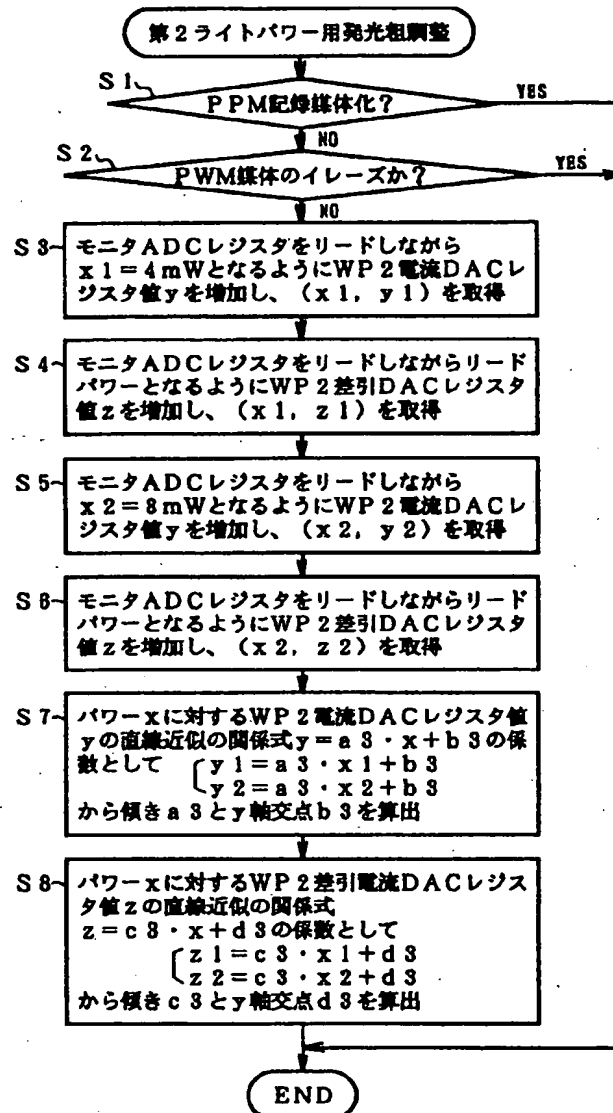 第2ライトパワー用発光粗調整
S1
PPM記録媒体化?
YES
NO
S2
PWM媒体のイレーズか?
YES
NO
S3
モニタADCレジスタをリードしながら
x1=4mWとなるようにWP2電流DACレ
ジスタ値yを増加し、(x1, y1)を取得
S4
モニタADCレジスタをリードしながらリード
パワーとなるようにWP2差引DACレジスタ
値zを増加し、(x1, z1)を取得
S5
モニタADCレジスタをリードしながら
x2=8mWとなるようにWP2電流DACレ
ジスタ値yを増加し、(x2, y2)を取得
S6
モニタADCレジスタをリードしながらリード
パワーとなるようにWP2差引DACレジスタ
値zを増加し、(x2, z2)を取得
S7
パワーxに対するWP2電流DACレジスタ値
yの直線近似の関係式y=a3・x+b3の係
数として y1=a3・x1+b3
y2=a3・x2+b3
から傾きa3とy軸交点b3を算出
S8
パワーxに対するWP2差引電流DACレジス
タ値zの直線近似の関係式
z=c3・x+d3の係数として
z1=c3・x1+d3
z2=c3・x2+d3
から傾きc3とy軸交点d3を算出
END